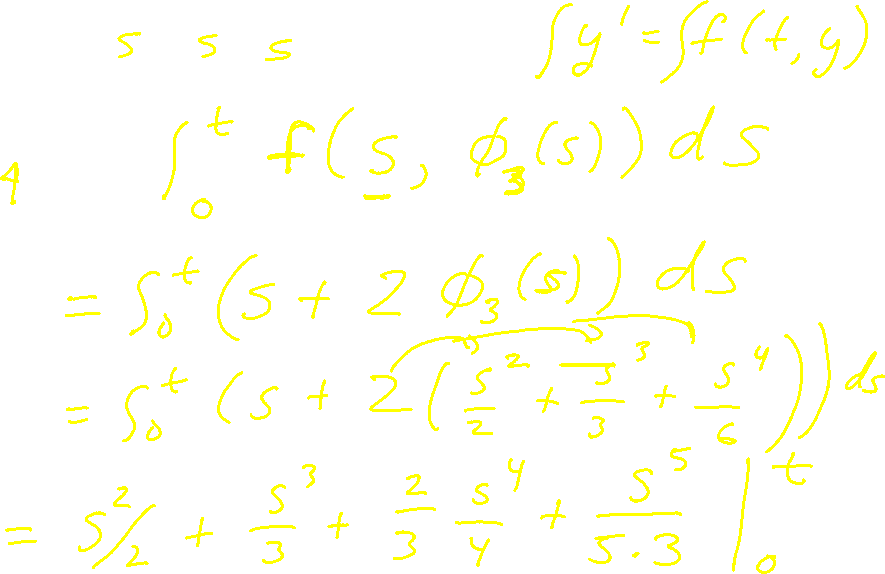 s s s ∫y' = ∫f(t,y)
4 ∫₀ᵗ f(s, ϕ₃(s)) ds
= ∫₀ᵗ (s + 2 ϕ₃(s)) ds
= ∫₀ᵗ (s + 2(s²/2 + s³/3 + s⁴/6)) ds
= s²/2 + s³/3 + 2/3 s⁴/4 + s⁵/(5·3) |₀ᵗ